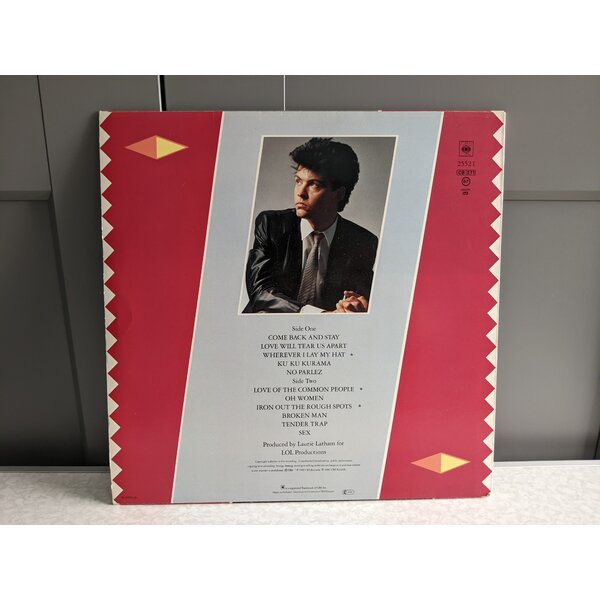 CBS
25521
Side One
COME BACK AND STAY
LOVE WILL TEAR US APART
WHEREVER I LAY MY HAT *
KU KU KURAMA
NO PARLEZ
Side Two
LOVE OF THE COMMON PEOPLE *
OH WOMEN
IRON OUT THE ROUGH SPOTS *
BROKEN MAN
TENDER TRAP
SEX
Produced by Laurie Latham for
LOL Productions